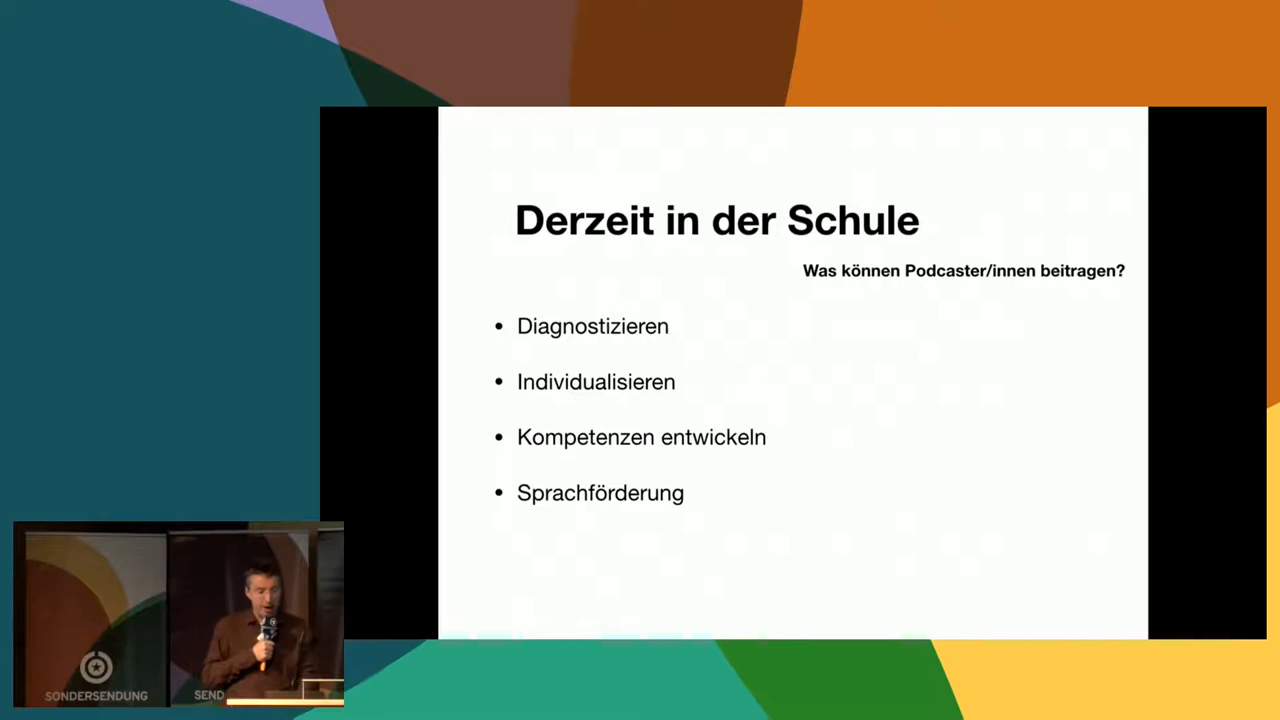 Derzeit in der Schule
Was können Podcaster/innen beitragen?
• Diagnostizieren
• Individualisieren
• Kompetenzen entwickeln
• Sprachförderung
SONDERSENDUNG
SEND